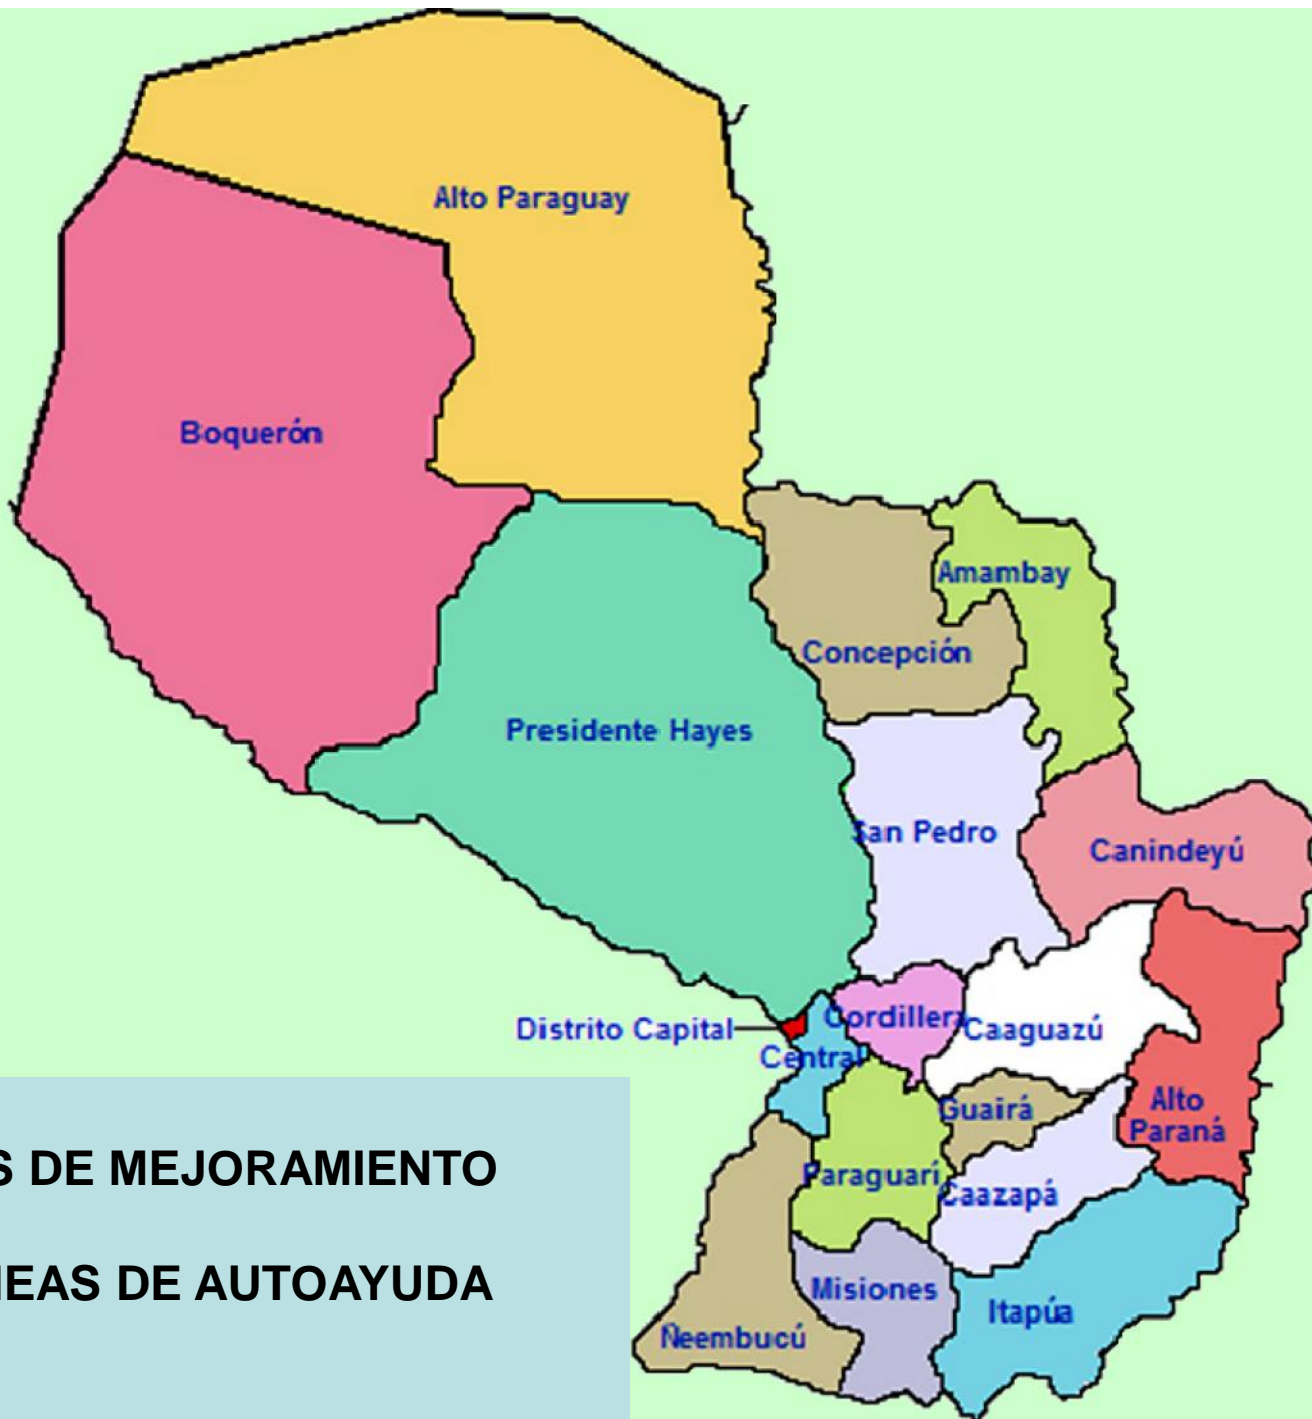 Alto Paraguay
Boquerón
Amambay
Concepción
Presidente Hayes
San Pedro
Canindeyú
Distrito Capital
Cordillera
Caaguazú
Central
Guairá
Alto
Paraná
Paraguarí
Caazapá
Misiones
Itapúa
Ñeembucú
S DE MEJORAMIENTO
NEAS DE AUTOAYUDA